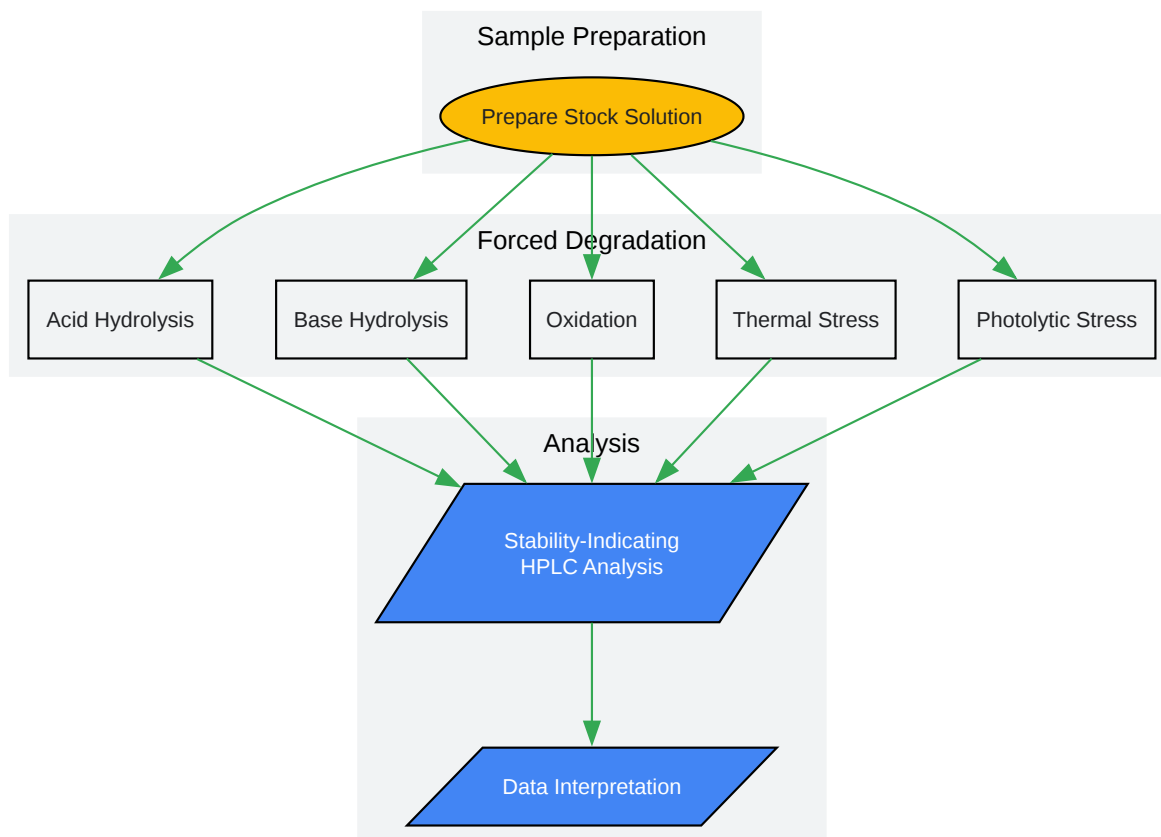 Sample Preparation
Prepare Stock Solution
Forced Degradation
Acid Hydrolysis
Base Hydrolysis
Oxidation
Thermal Stress
Photolytic Stress
Analysis
Stability-Indicating
HPLC Analysis
Data Interpretation